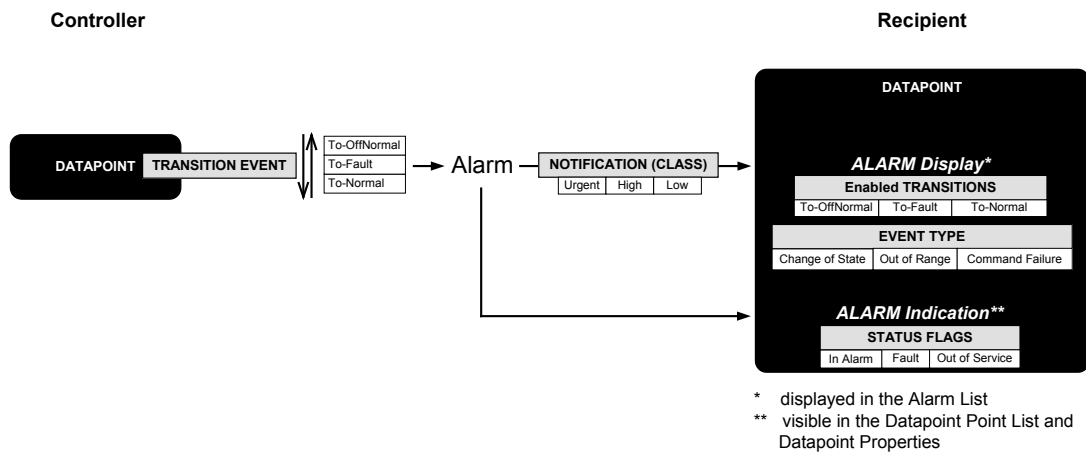 Controller
Recipient
DATAPOINT
TRANSITION EVENT
To-OffNormal
To-Fault
To-Normal
Alarm
NOTIFICATION (CLASS)
Urgent High Low
DATAPOINT
ALARM Display*
Enabled TRANSITIONS
To-OffNormal To-Fault To-Normal
EVENT TYPE
Change of State Out of Range Command Failure
ALARM Indication**
STATUS FLAGS
In Alarm Fault Out of Service
* displayed in the Alarm List
** visible in the Datapoint Point List and
Datapoint Properties